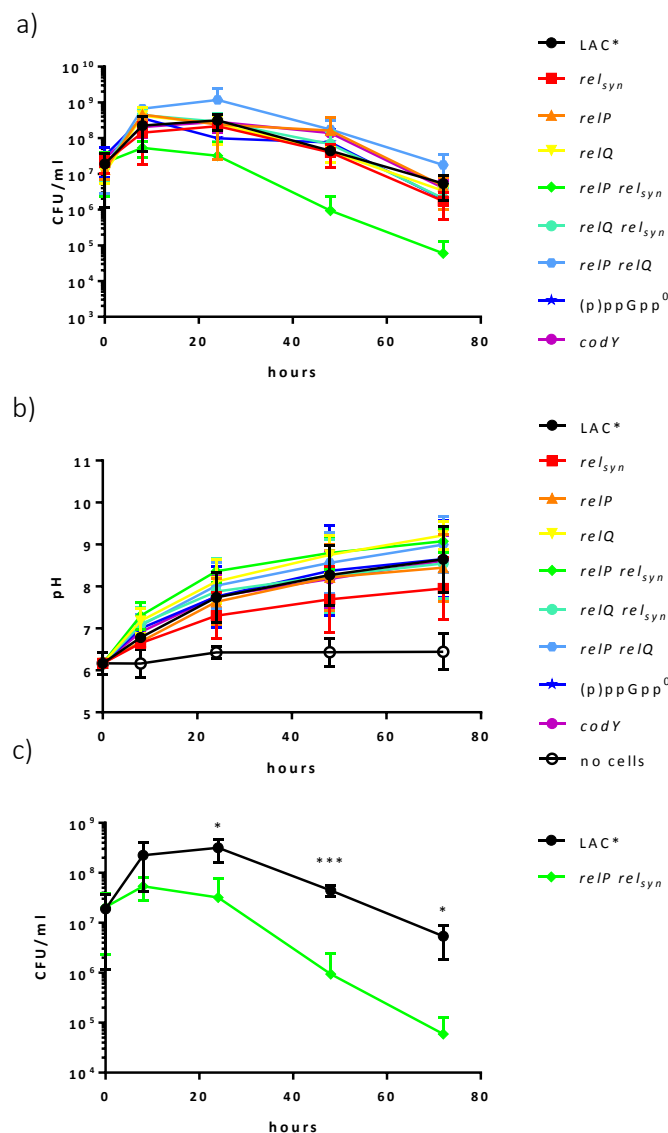 a)
10^10
10^9
10^8
10^7
10^6
10^5
10^4
10^3
CFU/ml
0 20 40 60 80
hours
LAC*
rel_syn
relP
relQ
relP rel_syn
relQ rel_syn
relP relQ
(p)ppGpp^0
codY
b)
11
10
9
8
7
6
5
pH
0 20 40 60 80
hours
LAC*
rel_syn
relP
relQ
relP rel_syn
relQ rel_syn
relP relQ
(p)ppGpp^0
codY
no cells
c)
10^9
10^8
10^7
10^6
10^5
10^4
CFU/ml
*
***
*
0 20 40 60 80
hours
LAC*
relP rel_syn